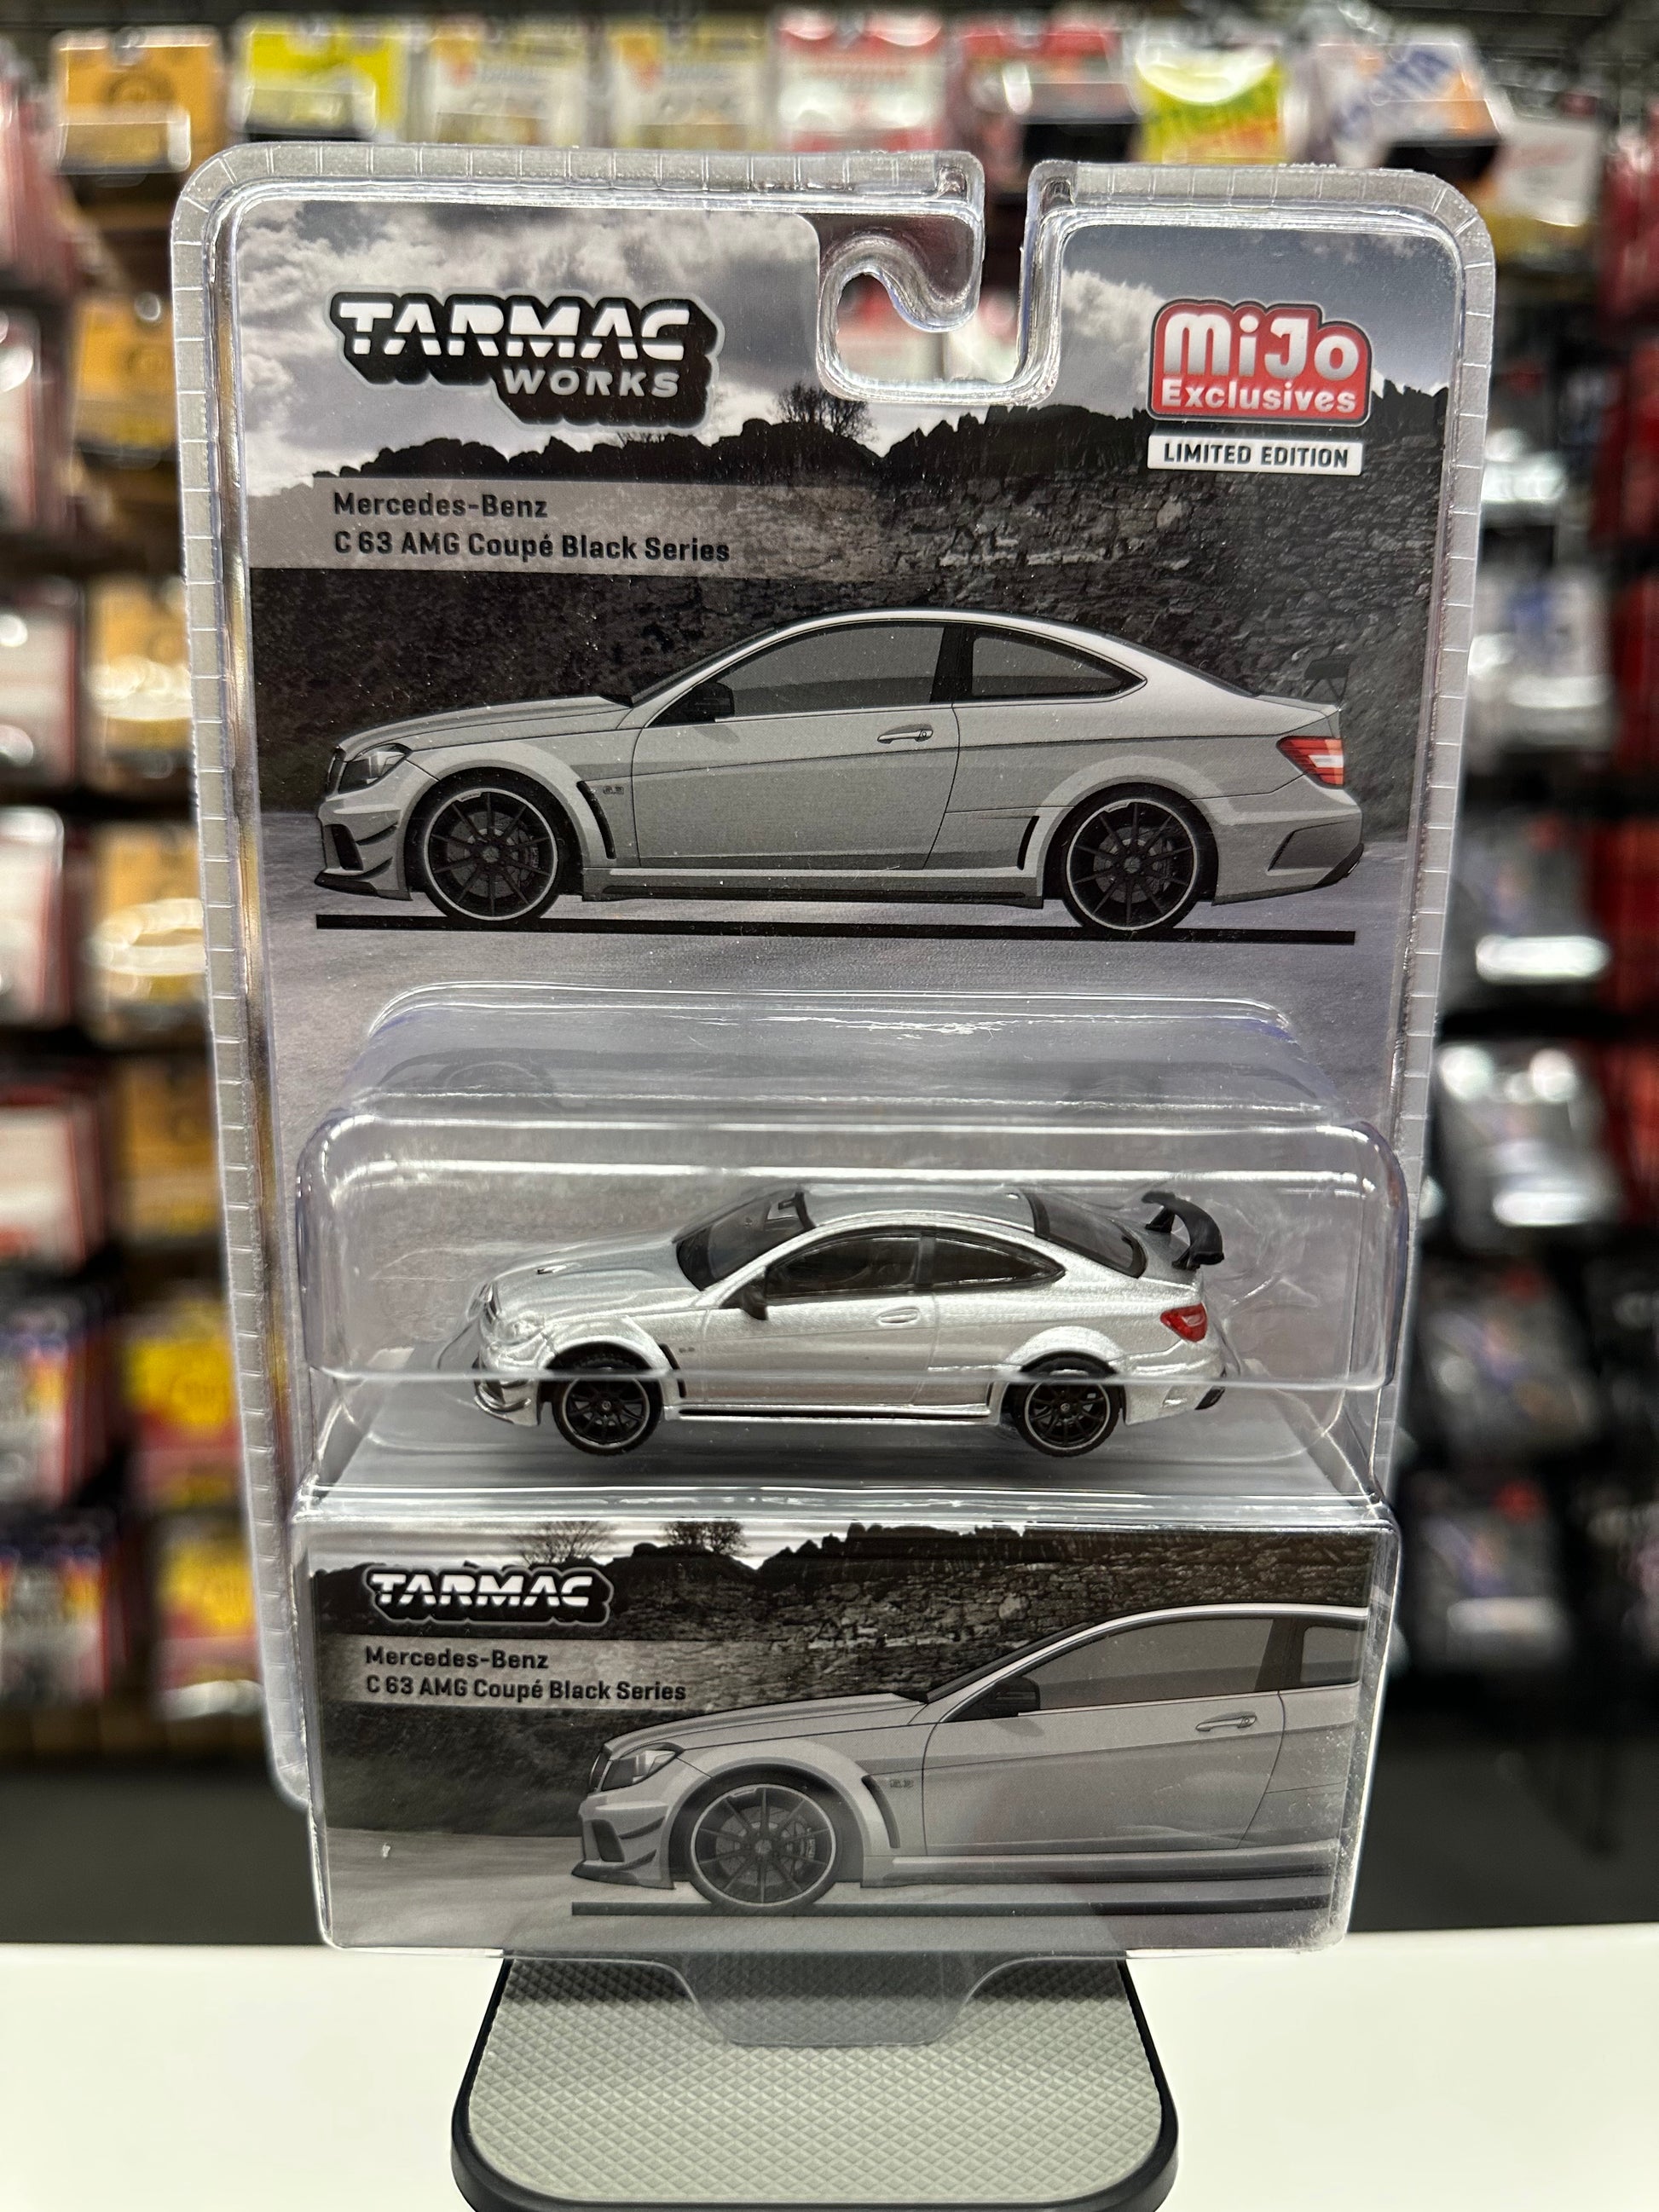 TARMAC
WORKS
MiJo
Exclusives
LIMITED EDITION
Mercedes-Benz
C 63 AMG Coupé Black Series
TARMAC
Mercedes-Benz
C 63 AMG Coupé Black Series